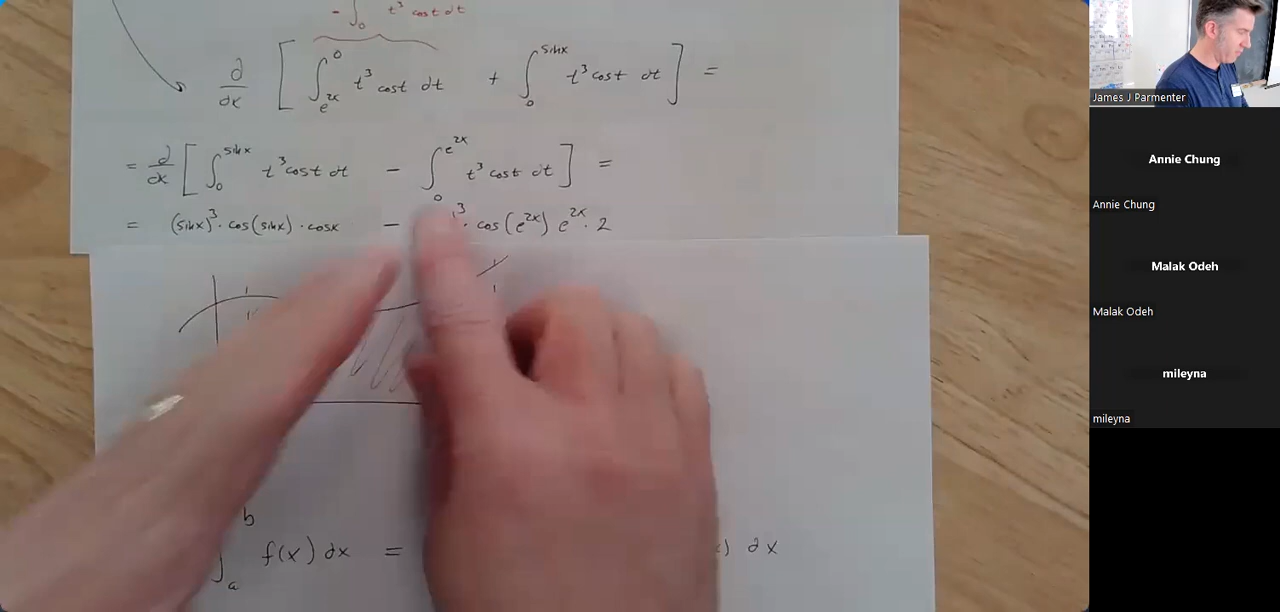 - ∫₀ t³ cos t dt
∂/∂x [ ∫_{e^{2x}}^{0} t³ cos t dt + ∫_{0}^{sin x} t³ cos t dt ] =
= ∂/∂x [ ∫_{0}^{sin x} t³ cos t dt - ∫_{0}^{e^{2x}} t³ cos t dt ] =
= (sin x)³ · cos(sin x) · cos x - )³ · cos(e^{2x}) e^{2x} · 2
∫_{a}^{b} f(x) dx = ) dx
James J Parmenter
Annie Chung
Annie Chung
Malak Odeh
Malak Odeh
mileyna
mileyna